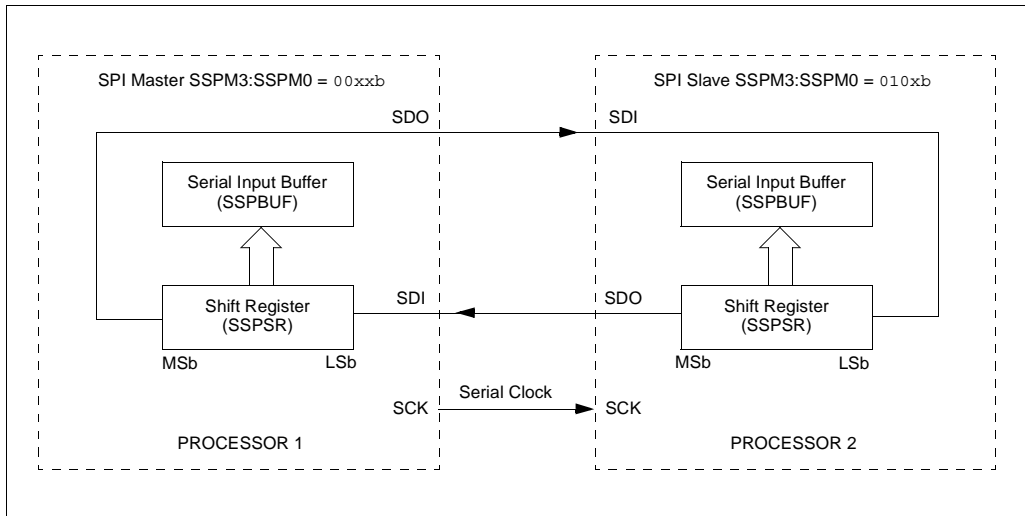 SPI Master SSPM3:SSPM0 = 00xxb
SPI Slave SSPM3:SSPM0 = 010xb
SDO
SDI
Serial Input Buffer
(SSPBUF)
Serial Input Buffer
(SSPBUF)
Shift Register
(SSPSR)
SDI
SDO
Shift Register
(SSPSR)
MSb
LSb
MSb
LSb
Serial Clock
SCK
SCK
PROCESSOR 1
PROCESSOR 2